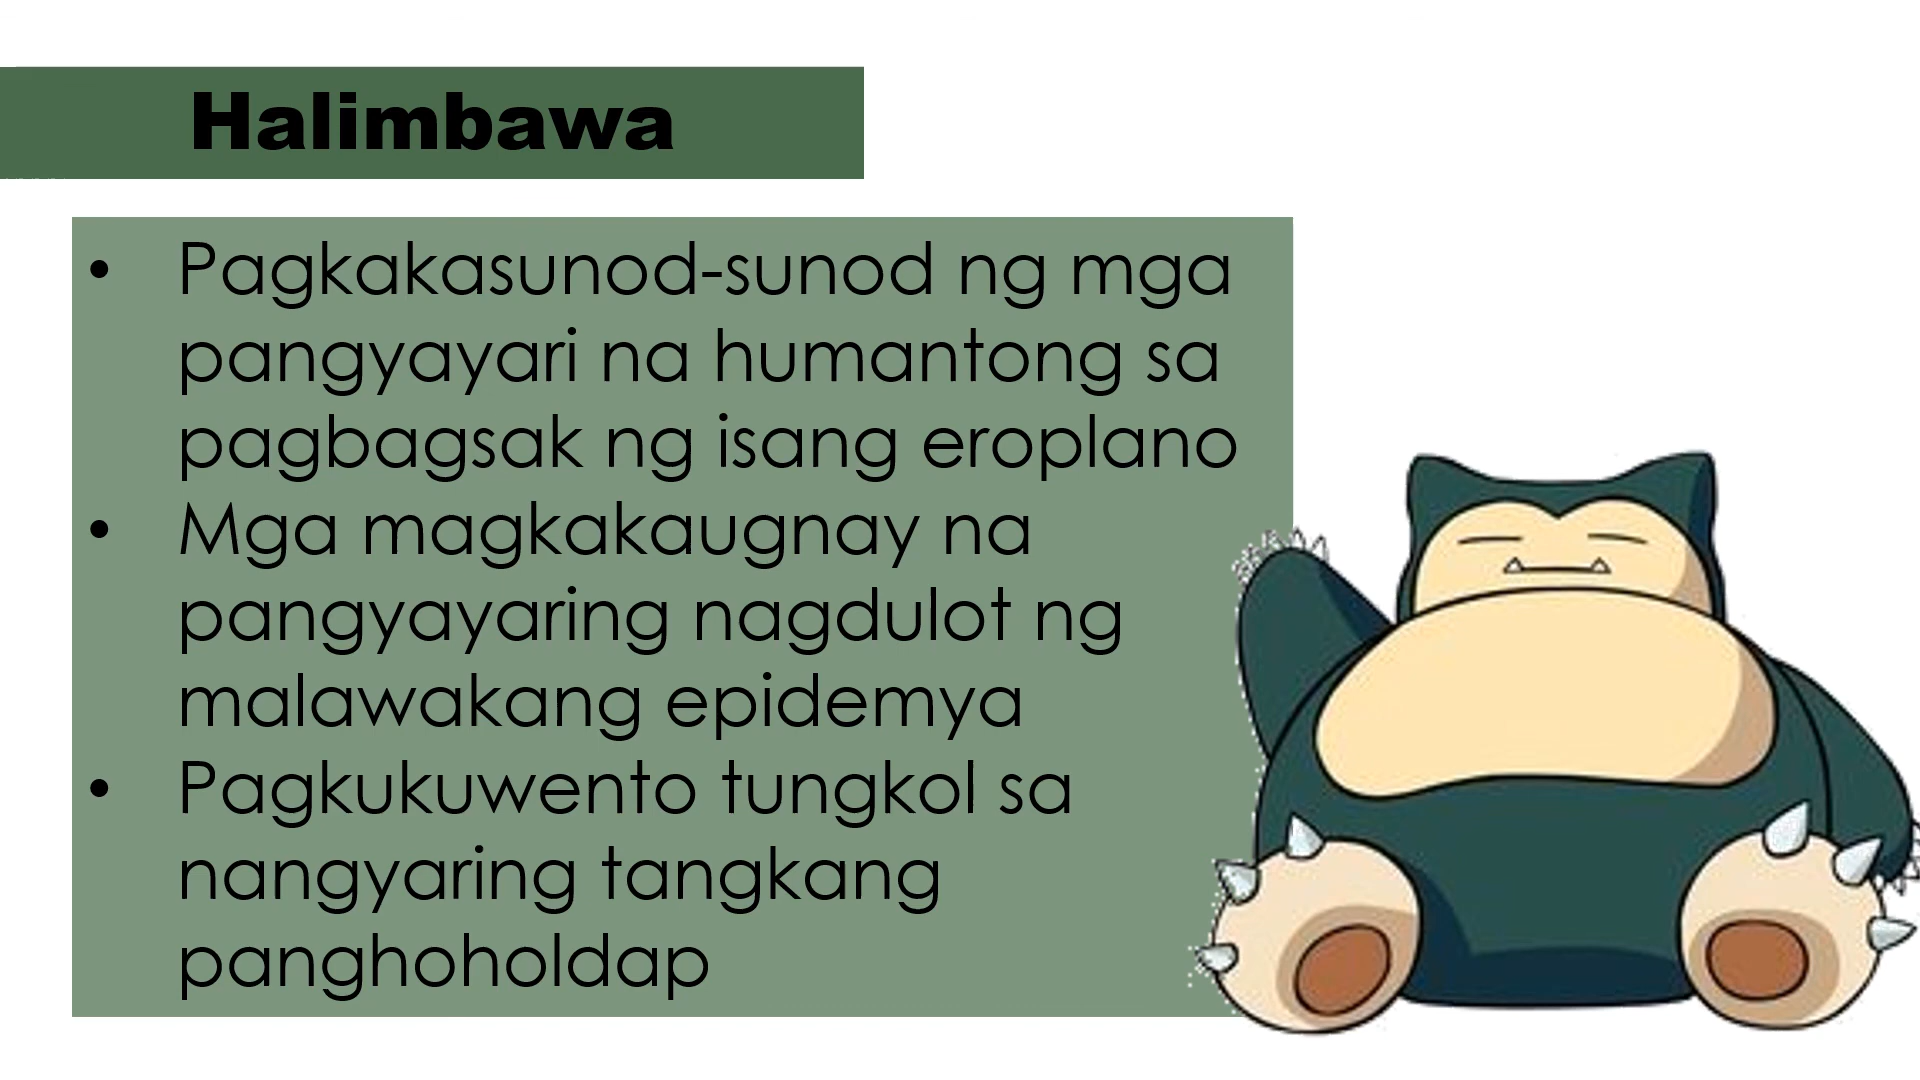 Halimbawa
• Pagkakasunod-sunod ng mga
pangyayari na humantong sa
pagbagsak ng isang eroplano
• Mga magkakaugnay na
pangyayaring nagdulot ng
malawakang epidemya
• Pagkukuwento tungkol sa
nangyaring tangkang
panghoholdap